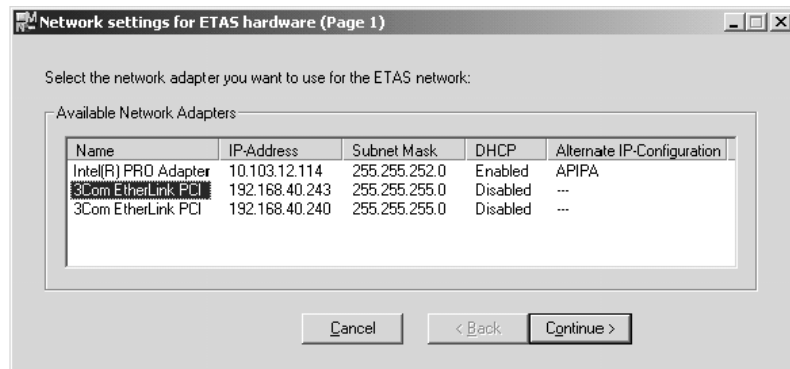 Network settings for ETAS hardware (Page 1)
Select the network adapter you want to use for the ETAS network:
Available Network Adapters
Name IP-Address Subnet Mask DHCP Alternate IP-Configuration
Intel(R) PRO Adapter 10.103.12.114 255.255.252.0 Enabled APIPA
3Com EtherLink PCI 192.168.40.243 255.255.255.0 Disabled ---
3Com EtherLink PCI 192.168.40.240 255.255.255.0 Disabled ---
Cancel < Back Continue >